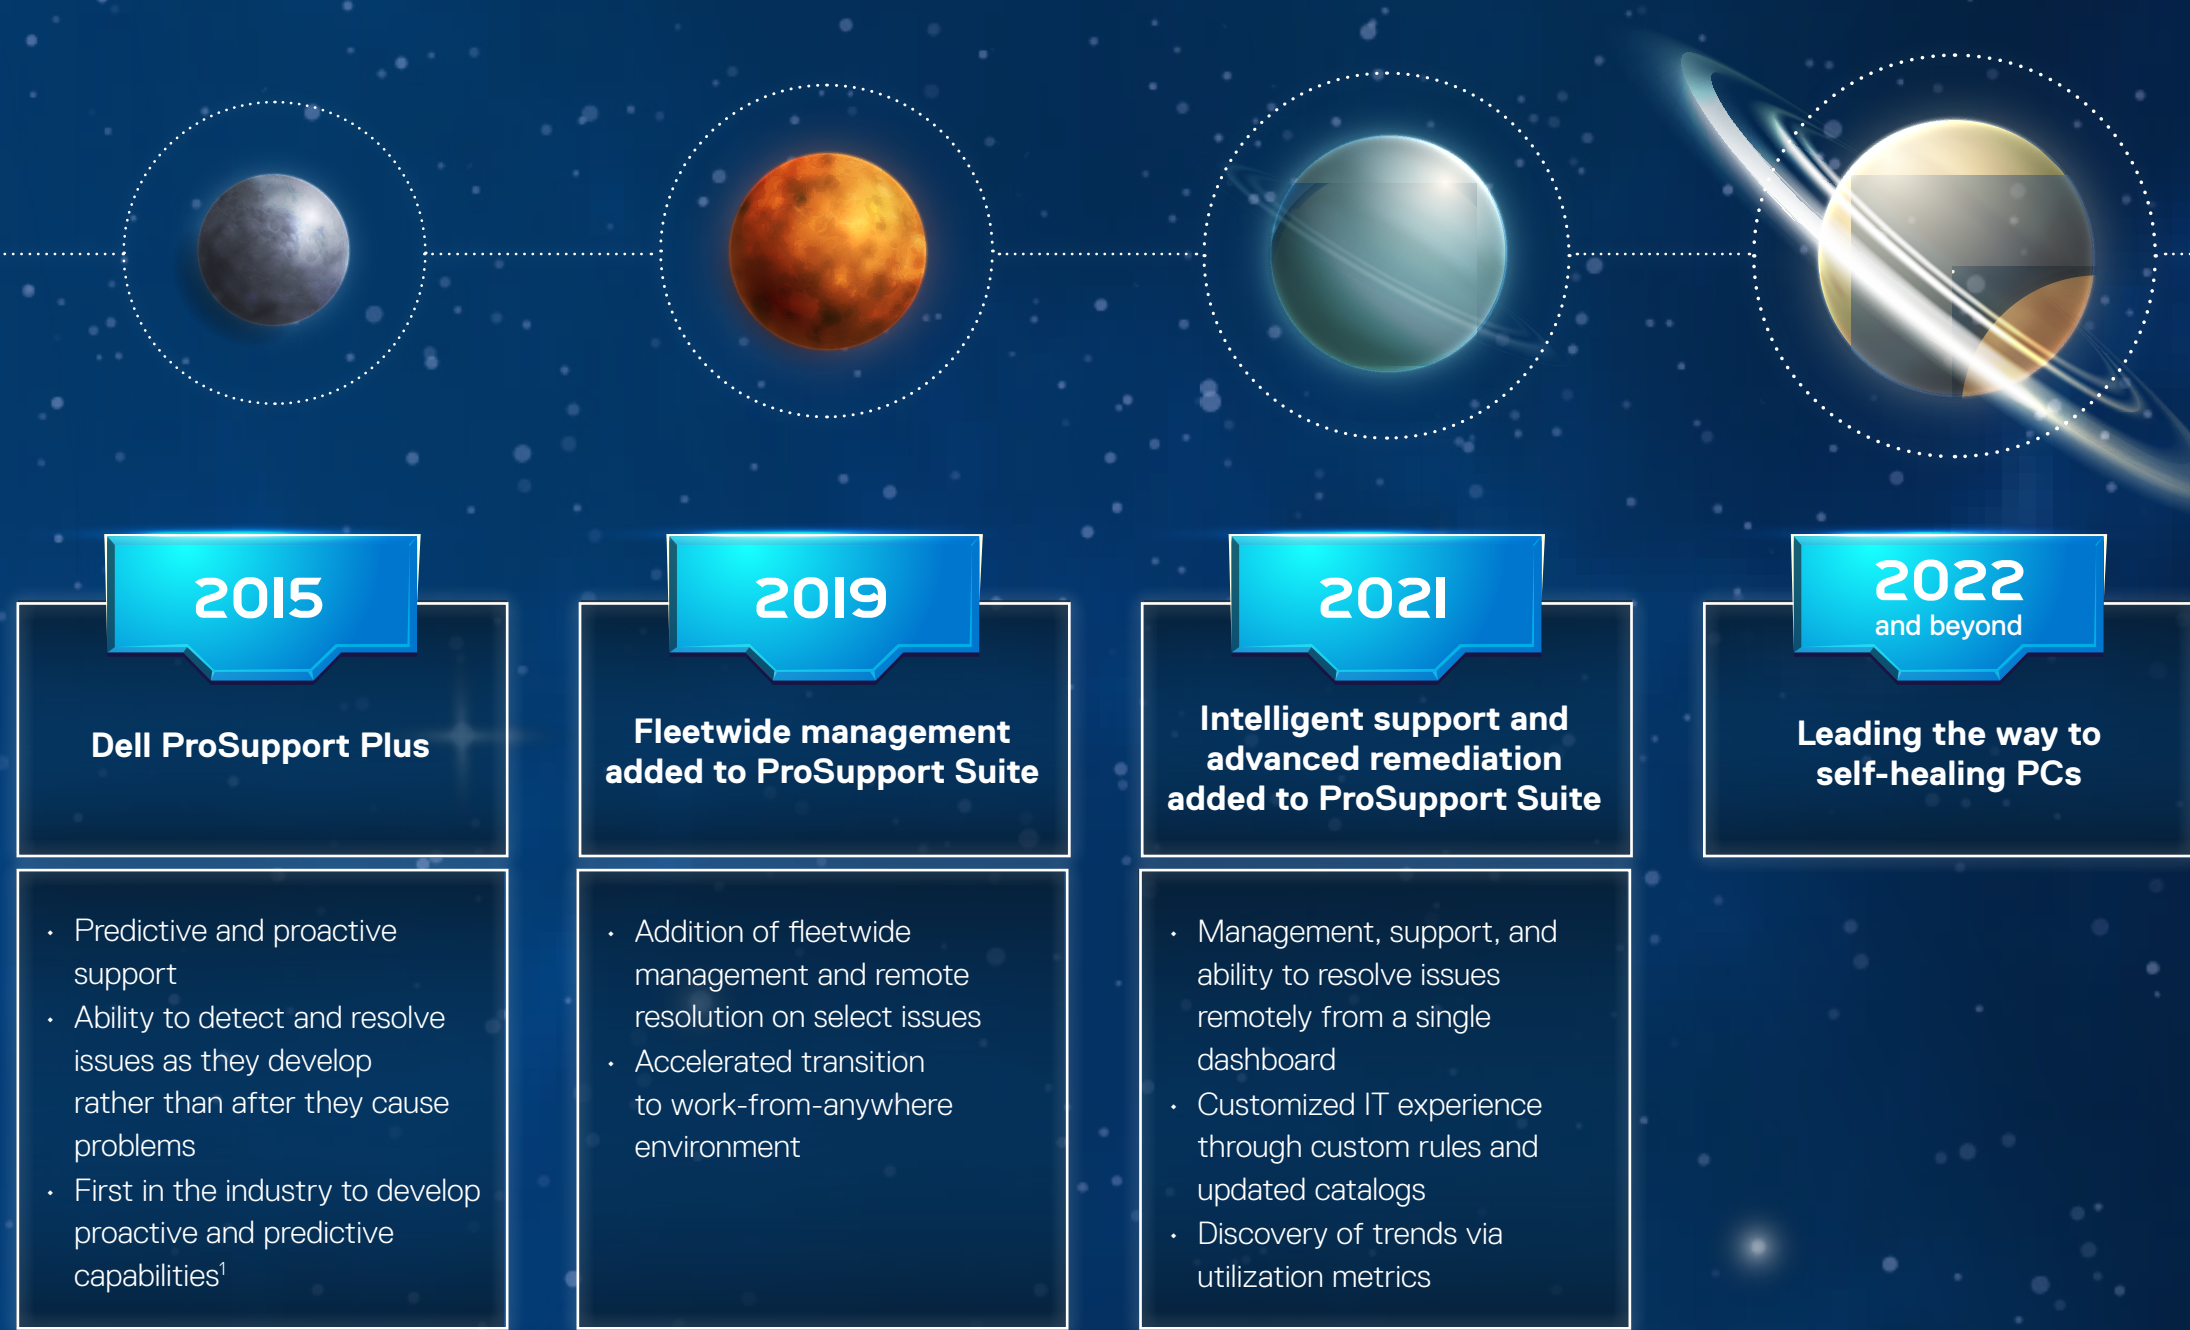 2015
Dell ProSupport Plus
• Predictive and proactive
support
• Ability to detect and resolve
issues as they develop
rather than after they cause
problems
• First in the industry to develop
proactive and predictive
capabilities¹
2019
Fleetwide management
added to ProSupport Suite
• Addition of fleetwide
management and remote
resolution on select issues
• Accelerated transition
to work-from-anywhere
environment
2021
Intelligent support and
advanced remediation
added to ProSupport Suite
• Management, support, and
ability to resolve issues
remotely from a single
dashboard
• Customized IT experience
through custom rules and
updated catalogs
• Discovery of trends via
utilization metrics
2022
and beyond
Leading the way to
self-healing PCs